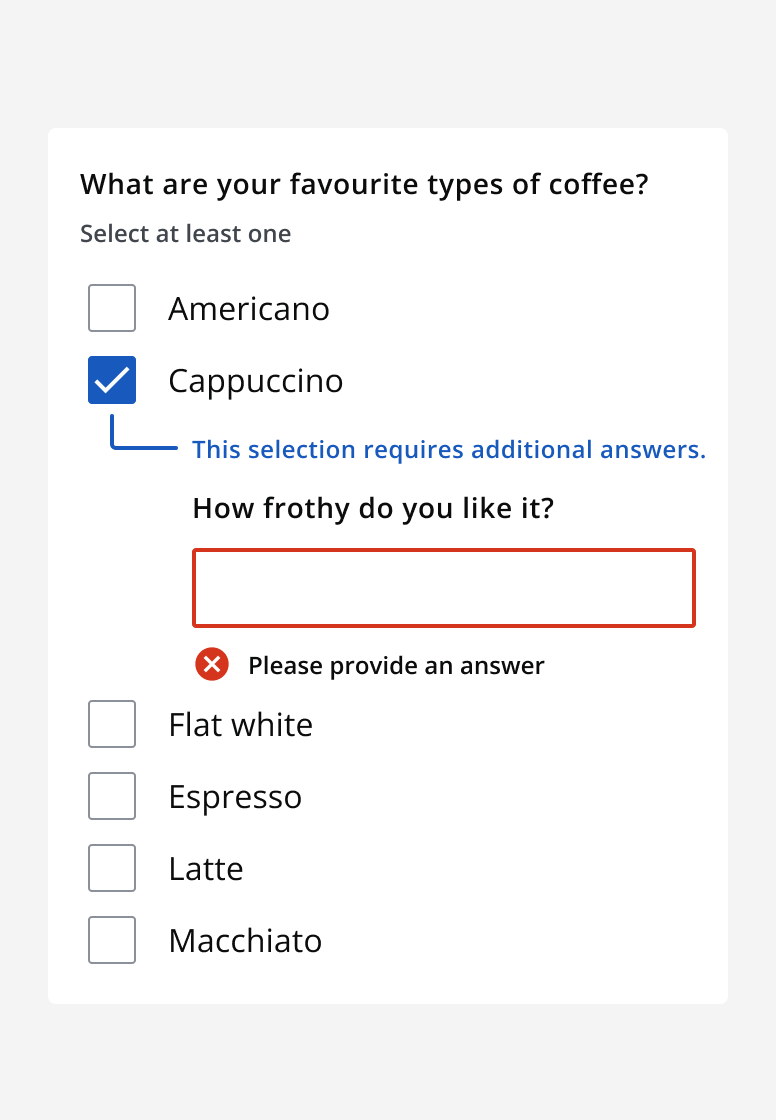 What are your favourite types of coffee?
Select at least one
Americano
Cappuccino
This selection requires additional answers.
How frothy do you like it?
Please provide an answer
Flat white
Espresso
Latte
Macchiato